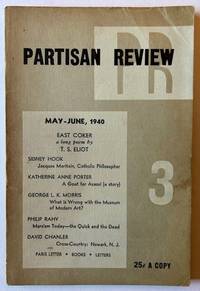 PARTISAN REVIEW
PR
MAY-JUNE, 1940
EAST COKER
a long poem by
T. S. ELIOT
SIDNEY HOOK
Jacques Maritain, Catholic Philosopher
KATHERINE ANNE PORTER
A Goat for Azazel (a story)
GEORGE L. K. MORRIS
What is Wrong with the Museum
of Modern Art?
PHILIP RAHV
Marxism Today—the Quick and the Dead
DAVID CHANLER
Cross-Country: Newark, N. J.
PARIS LETTER • BOOKS • LETTERS
3
25¢ A COPY